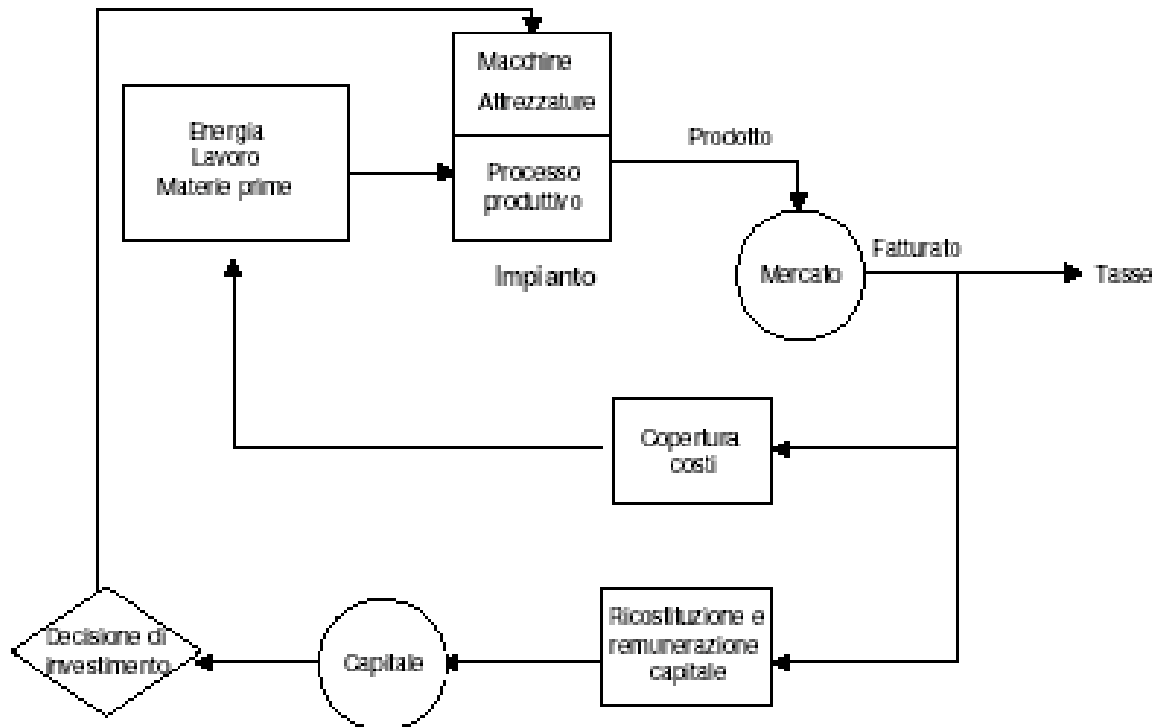 Macchine
Attrezzature
Energia
Lavoro
Materie prime
Prodotto
Processo
produttivo
Impianto
Fatturato
Mercato
Tasse
Copertura
costi
Ricostituzione e
remunerazione
capitale
Decisione di
investimento
Capitale